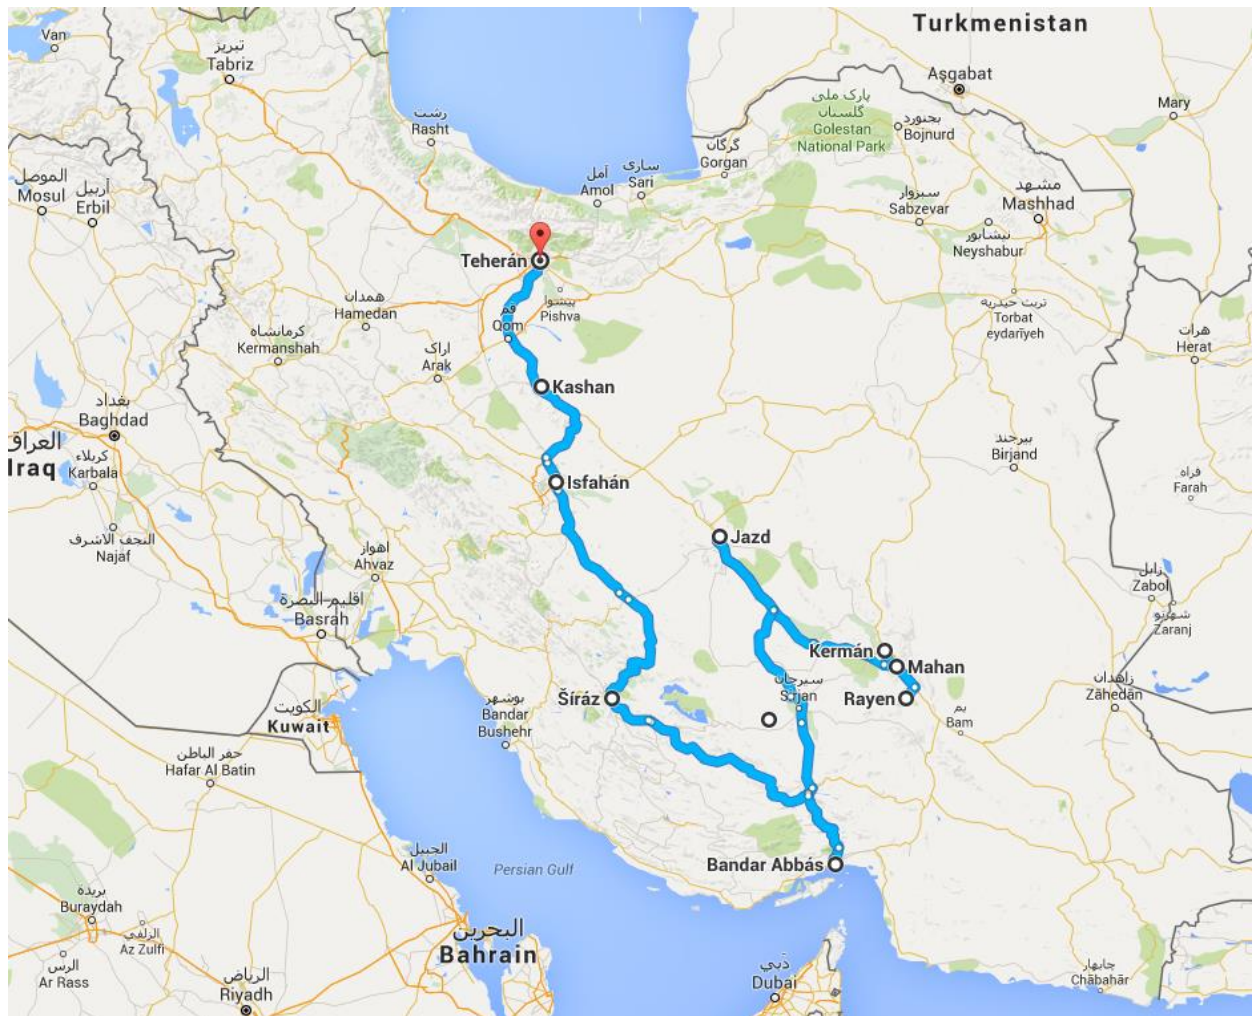 Turkmenistan
Van
تبریز
Tabriz
Aşgabat
پارک ملی
گلستان
Golestan
National Park
بجنورد
Bojnurd
Mary
رشت
Rasht
گرگان
Gorgan
ساری
Sari
آمل
Amol
الموصل
Mosul
أربيل
Erbil
سبزوار
Sabzevar
مشهد
Mashhad
نیشابور
Neyshabur
Teherán
پیشوا
Pishva
همدان
Hamedan
قم
Qom
تربت حیدریه
Torbat
eydarīyeh
کرمانشاه
Kermanshah
اراک
Arak
هرات
Herat
Kashan
بغداد
Baghdad
العراق
Iraq
كربلاء
Karbala
بیرجند
Birjand
فراه
Farah
Isfahán
النجف الاشرف
Najaf
Jazd
اهواز
Ahvaz
زابل
Zabol
اقليم البصرة
Basrah
شهرنو
Zaranj
Kermán
Mahan
سیرجان
Sirjan
Rayen
زاهدان
Zāhedān
بم
Bam
Šíráz
بوشهر
Bandar
Bushehr
الكويت
Kuwait
حفر الباطن
Hafar Al Batin
الجبيل
Al Jubail
Persian Gulf
Bandar Abbás
بريدة
Buraydah
الزلفي
Az Zulfi
البحرين
Bahrain
الرس
Ar Rass
الرياض
Riyadh
دبي
Dubai
چابهار
Chābahār